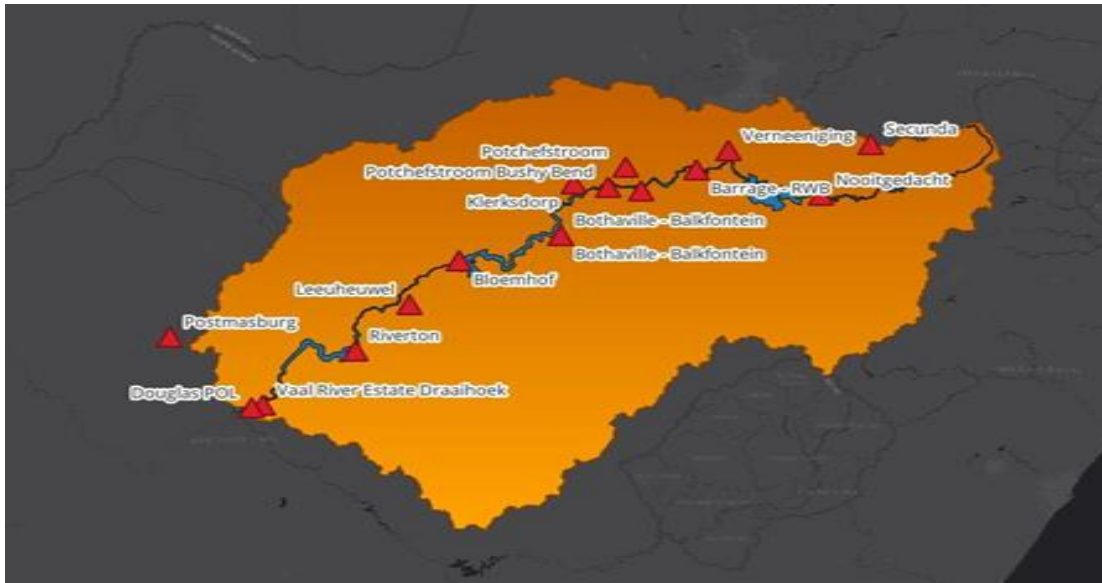 Secunda
Verneeniging
Potchefstroom
Potchefstroom Bushy Bend
Nooitgedacht
Barrage - RWB
Klerksdorp
Bothaville - Balkfontein
Bothaville - Balkfontein
Bloemhof
Leeuheuwel
Postmasburg
Riverton
Douglas POL
Vaal River Estate Draaihoek